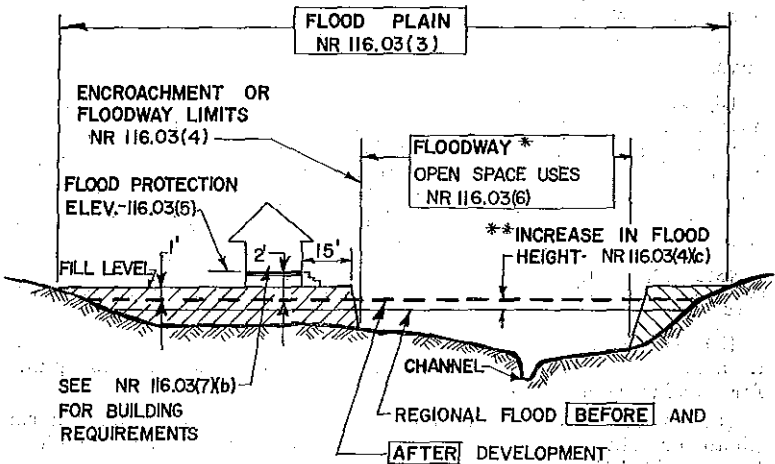 FLOOD PLAIN
NR 116.03(3)
ENCROACHMENT OR
FLOODWAY LIMITS
NR 116.03(4)
FLOODWAY *
OPEN SPACE USES
NR 116.03(6)
FLOOD PROTECTION
ELEV.-116.03(5)
1'
2'
15'
**INCREASE IN FLOOD
HEIGHT- NR 116.03(4)(c)
FILL LEVEL
CHANNEL
SEE NR 116.03(7)(b)
FOR BUILDING
REQUIREMENTS
REGIONAL FLOOD BEFORE AND
AFTER DEVELOPMENT